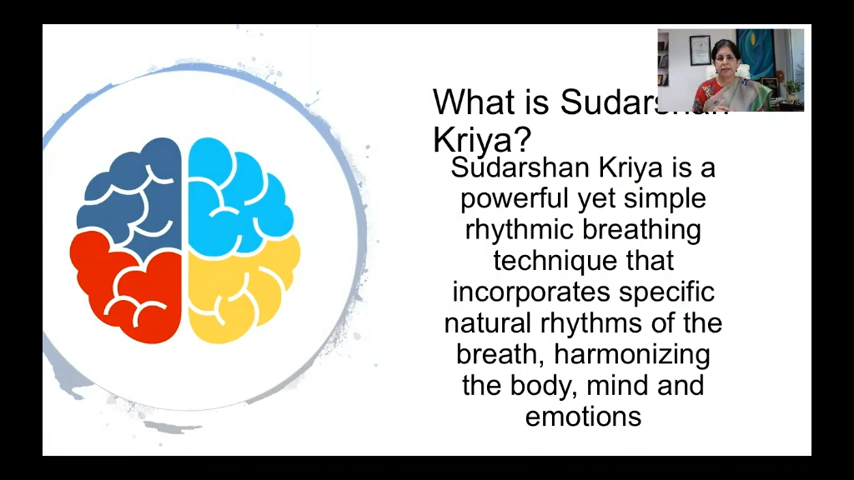 What is Sudarshan
Kriya?
Sudarshan Kriya is a
powerful yet simple
rhythmic breathing
technique that
incorporates specific
natural rhythms of the
breath, harmonizing
the body, mind and
emotions